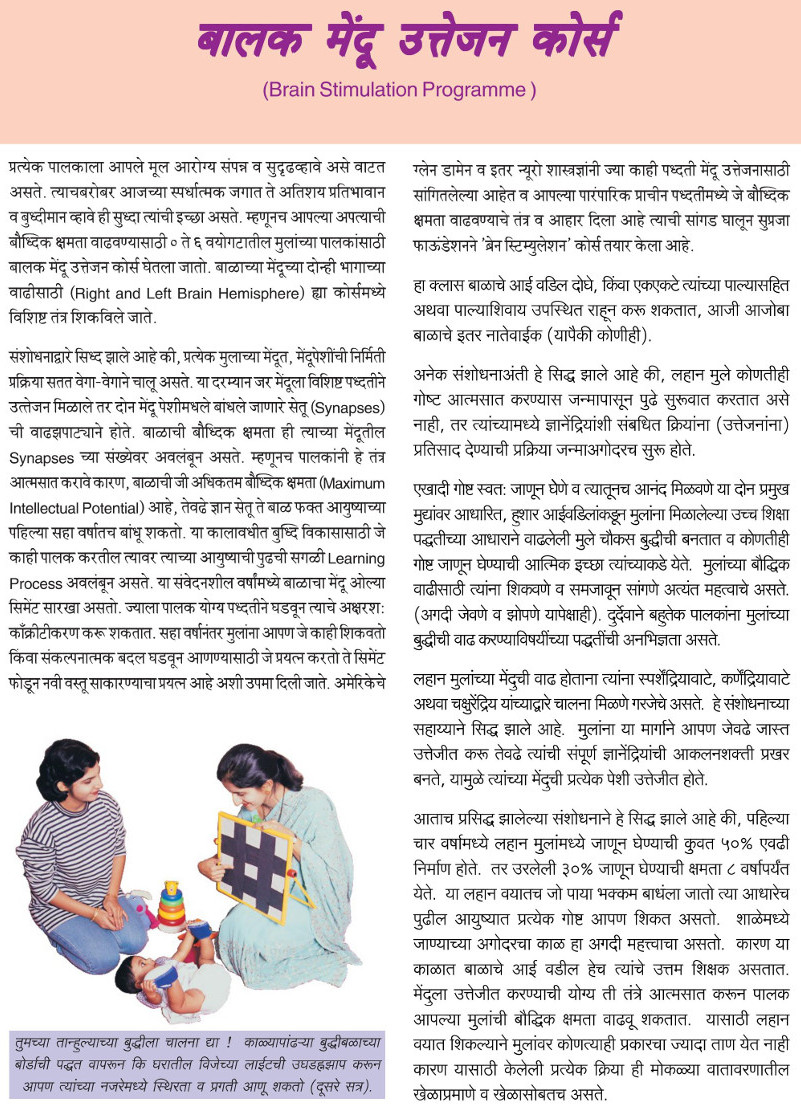 बालक मेंदू उत्तेजन कोर्स
(Brain Stimulation Programme )
प्रत्येक पालकाला आपले मूल आरोग्य संपन्न व सुदृढव्हावे असे वाटत
असते. त्याचबरोबर आजच्या स्पर्धात्मक जगात ते अतिशय प्रतिभावान
व बुध्दीमान व्हावे ही सुध्दा त्यांची इच्छा असते. म्हणूनच आपल्या अपत्याची
बौध्दिक क्षमता वाढवण्यासाठी ० ते ६ वयोगटातील मुलांच्या पालकांसाठी
बालक मेंदू उत्तेजन कोर्स घेतला जातो. बाळाच्या मेंदूच्या दोन्ही भागाच्या
वाढीसाठी (Right and Left Brain Hemisphere) ह्या कोर्समध्ये
विशिष्ट तंत्र शिकविले जाते.
संशोधनाद्वारे सिध्द झाले आहे की, प्रत्येक मुलाच्या मेंदूत, मेंदूपेशींची निर्मिती
प्रक्रिया सतत वेगा-वेगाने चालू असते. या दरम्यान जर मेंदूला विशिष्ट पध्दतीने
उत्तेजन मिळाले तर दोन मेंदू पेशीमधले बांधले जाणारे सेतू (Synapses)
ची वाढझपाट्याने होते. बाळाची बौध्दिक क्षमता ही त्याच्या मेंदूतील
Synapses च्या संख्येवर अवलंबून असते. म्हणूनच पालकांनी हे तंत्र
आत्मसात करावे कारण, बाळाची जी अधिकतम बौध्दिक क्षमता (Maximum
Intellectual Potential) आहे, तेवढे ज्ञान सेतू ते बाळ फक्त आयुष्याच्या
पहिल्या सहा वर्षातच बांधू शकतो. या कालावधीत बुध्दि विकासासाठी जे
काही पालक करतील त्यावर त्याच्या आयुष्याची पुढची सगळी Learning
Process अवलंबून असते. या संवेदनशील वर्षांमध्ये बाळाचा मेंदू ओल्या
सिमेंट सारखा असतो. ज्याला पालक योग्य पध्दतीने घडवून त्याचे अक्षरशः
काँक्रीटीकरण करू शकतात. सहा वर्षानंतर मुलांना आपण जे काही शिकवतो
किंवा संकल्पनात्मक बदल घडवून आणण्यासाठी जे प्रयत्न करतो ते सिमेंट
फोडून नवी वस्तू साकारण्याचा प्रयत्न आहे अशी उपमा दिली जाते. अमेरिकेचे
तुमच्या तान्हुल्याच्या बुद्धीला चालना द्या ! काळ्यापांढऱ्या बुद्धीबळाच्या
बोर्डाची पद्धत वापरून कि घरातील विजेच्या लाईटची उघडझझाप करून
आपण त्यांच्या नजरेमध्ये स्थिरता व प्रगती आणू शकतो (दूसरे सत्र).
ग्लेन डामेन व इतर न्यूरो शास्त्रज्ञांनी ज्या काही पध्दती मेंदू उत्तेजनासाठी
सांगितलेल्या आहेत व आपल्या पारंपारिक प्राचीन पध्दतींमध्ये जे बौध्दिक
क्षमता वाढवण्याचे तंत्र व आहार दिला आहे त्याची सांगड घालून सुप्रजा
फाऊंडेशनने 'ब्रेन स्टिम्युलेशन' कोर्स तयार केला आहे.
हा क्लास बाळाचे आई वडिल दोघे, किंवा एकएकटे त्यांच्या पाल्यासहित
अथवा पाल्याशिवाय उपस्थित राहून करू शकतात, आजी आजोबा
बाळाचे इतर नातेवाईक (यापैकी कोणीही).
अनेक संशोधनाअंती हे सिद्ध झाले आहे की, लहान मुले कोणतीही
गोष्ट आत्मसात करण्यास जन्मापासून पुढे सुरूवात करतात असे
नाही, तर त्यांच्यामध्ये ज्ञानेंद्रियांशी संबधित क्रियांना (उत्तेजनांना)
प्रतिसाद देण्याची प्रक्रिया जन्माअगोदरच सुरू होते.
एखादी गोष्ट स्वत: जाणून घेणे व त्यातूनच आनंद मिळवणे या दोन प्रमुख
मुद्यांवर आधारित, हुशार आईवडिलांकडून मुलांना मिळालेल्या उच्च शिक्षा
पद्धतीच्या आधाराने वाढलेली मुले चौकस बुद्धीची बनतात व कोणतीही
गोष्ट जाणून घेण्याची आत्मिक इच्छा त्यांच्याकडे येते. मुलांच्या बौद्धिक
वाढीसाठी त्यांना शिकवणे व समजावून सांगणे अत्यंत महत्वाचे असते.
(अगदी जेवणे व झोपणे यापेक्षाही). दुर्देवाने बहुतेक पालकांना मुलांच्या
बुद्धीची वाढ करण्याविषयींच्या पद्धतींची अनभिज्ञता असते.
लहान मुलांच्या मेंदुची वाढ होताना त्यांना स्पर्शेंद्रियावाटे, कर्णेंद्रियावाटे
अथवा चक्षुरेंद्रिय यांच्याद्वारे चालना मिळणे गरजेचे असते. हे संशोधनाच्या
सहाय्याने सिद्ध झाले आहे. मुलांना या मार्गाने आपण जेवढे जास्त
उत्तेजीत करू तेवढे त्यांची संपूर्ण ज्ञानेंद्रियांची आकलनशक्ती प्रखर
बनते, यामुळे त्यांच्या मेंदुची प्रत्येक पेशी उत्तेजीत होते.
आताच प्रसिद्ध झालेल्या संशोधनाने हे सिद्ध झाले आहे की, पहिल्या
चार वर्षामध्ये लहान मुलांमध्ये जाणून घेण्याची कुवत ५०% एवढी
निर्माण होते. तर उरलेली ३०% जाणून घेण्याची क्षमता ८ वर्षापर्यंत
येते. या लहान वयातच जो पाया भक्कम बाधंला जातो त्या आधारेच
पुढील आयुष्यात प्रत्येक गोष्ट आपण शिकत असतो. शाळेमध्ये
जाण्याच्या अगोदरचा काळ हा अगदी महत्त्वाचा असतो. कारण या
काळात बाळाचे आई वडील हेच त्यांचे उत्तम शिक्षक असतात.
मेंदुला उत्तेजीत करण्याची योग्य ती तंत्रे आत्मसात करून पालक
आपल्या मुलांची बौद्धिक क्षमता वाढवू शकतात. यासाठी लहान
वयात शिकल्याने मुलांवर कोणत्याही प्रकारचा ज्यादा ताण येत नाही
कारण यासाठी केलेली प्रत्येक क्रिया ही मोकळ्या वातावरणातील
खेळाप्रमाणे व खेळासोबतच असते.